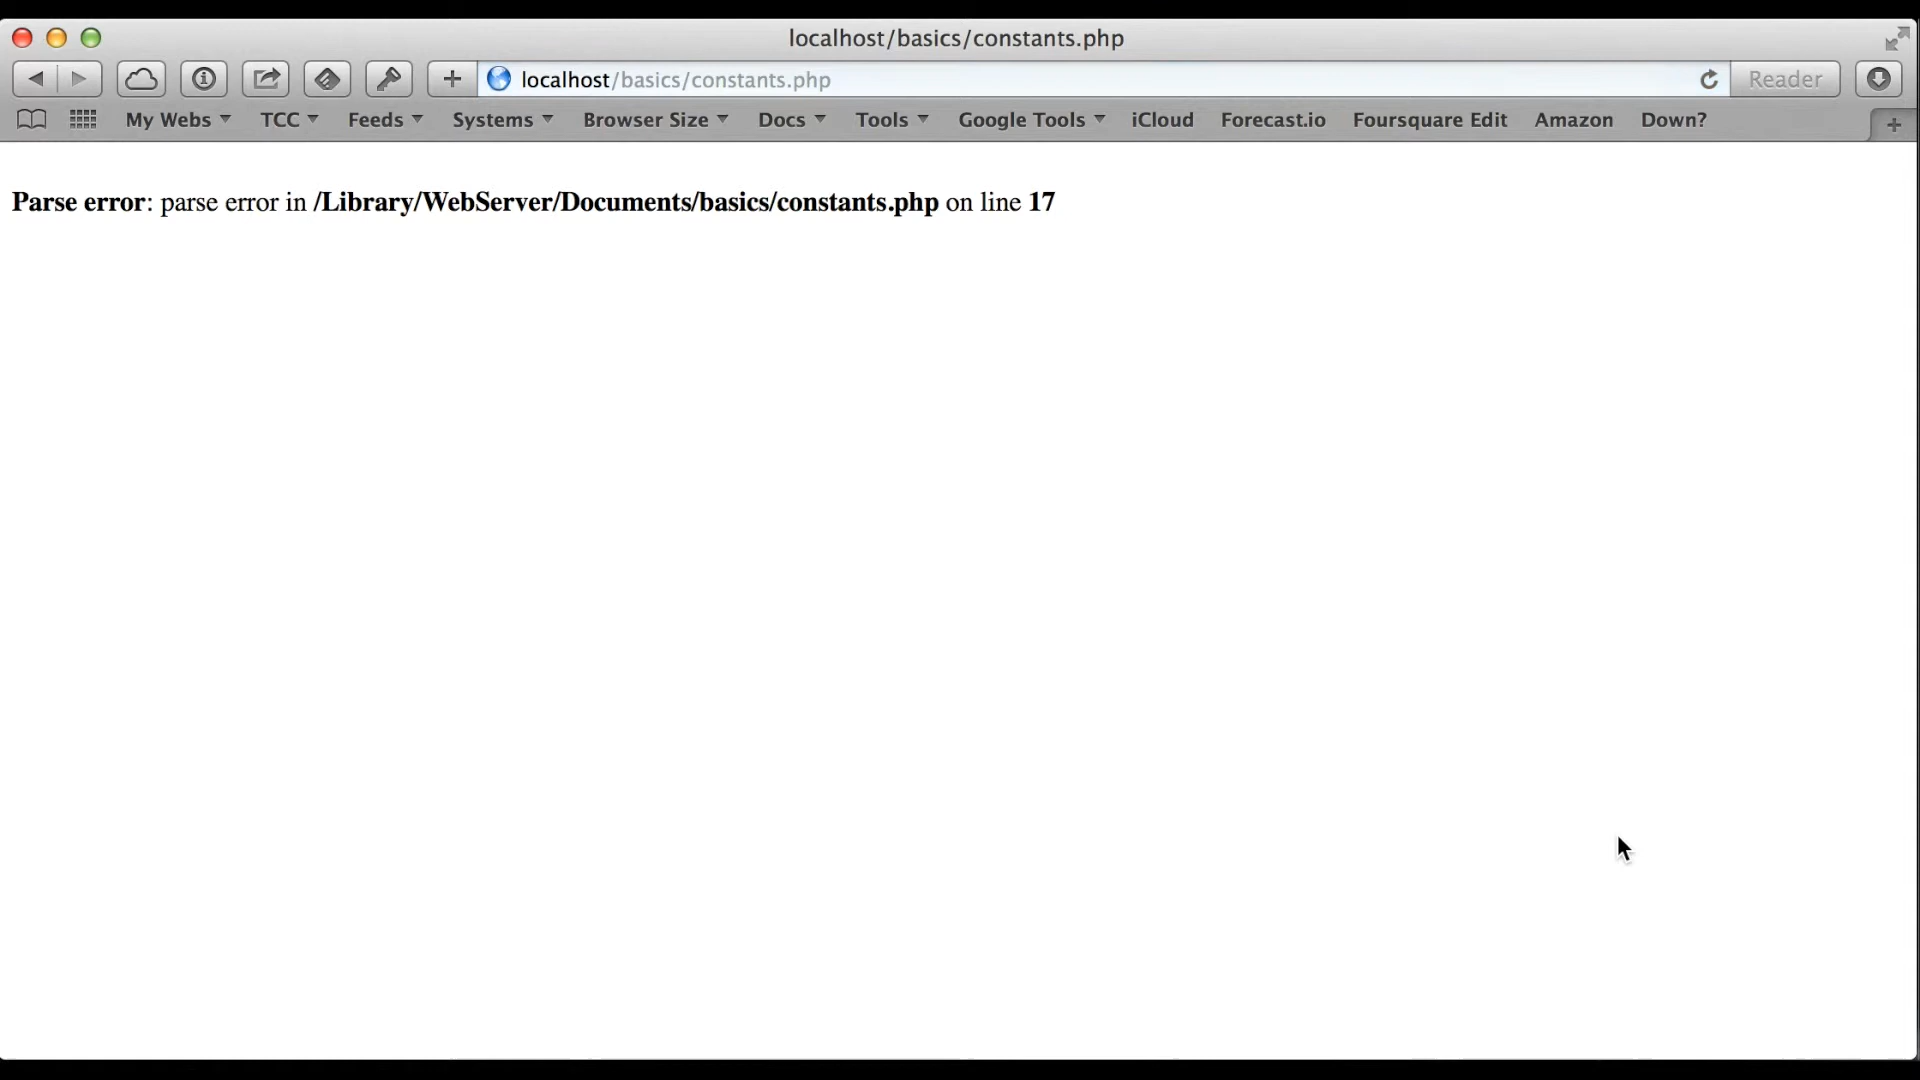 localhost/basics/constants.php
localhost/basics/constants.php
Reader
My Webs TCC Feeds Systems Browser Size Docs Tools Google Tools iCloud Forecast.io Foursquare Edit Amazon Down?
Parse error: parse error in /Library/WebServer/Documents/basics/constants.php on line 17